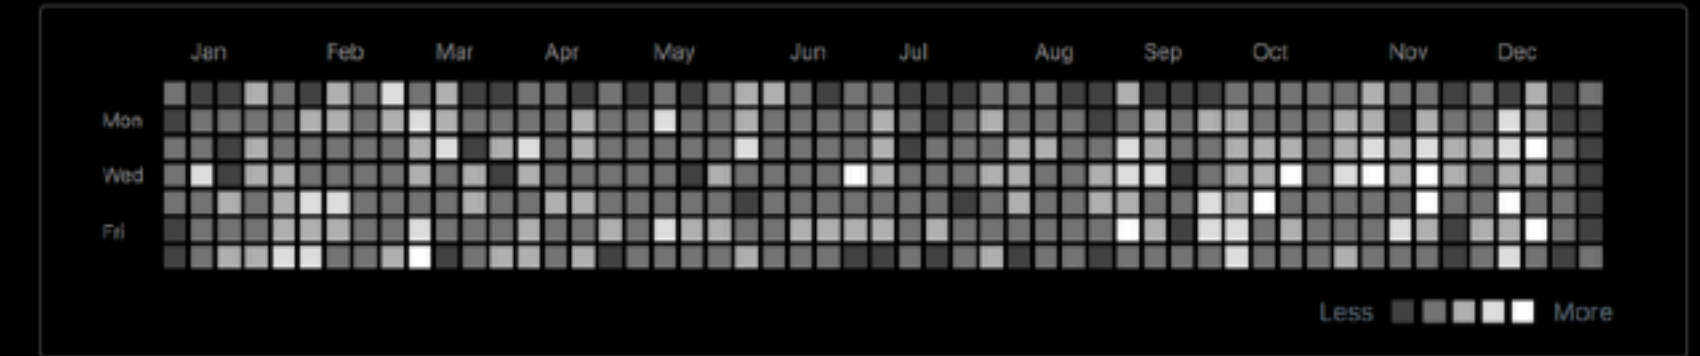 Jan Feb Mar Apr May Jun Jul Aug Sep Oct Nov Dec
Mon
Wed
Fri
Less More